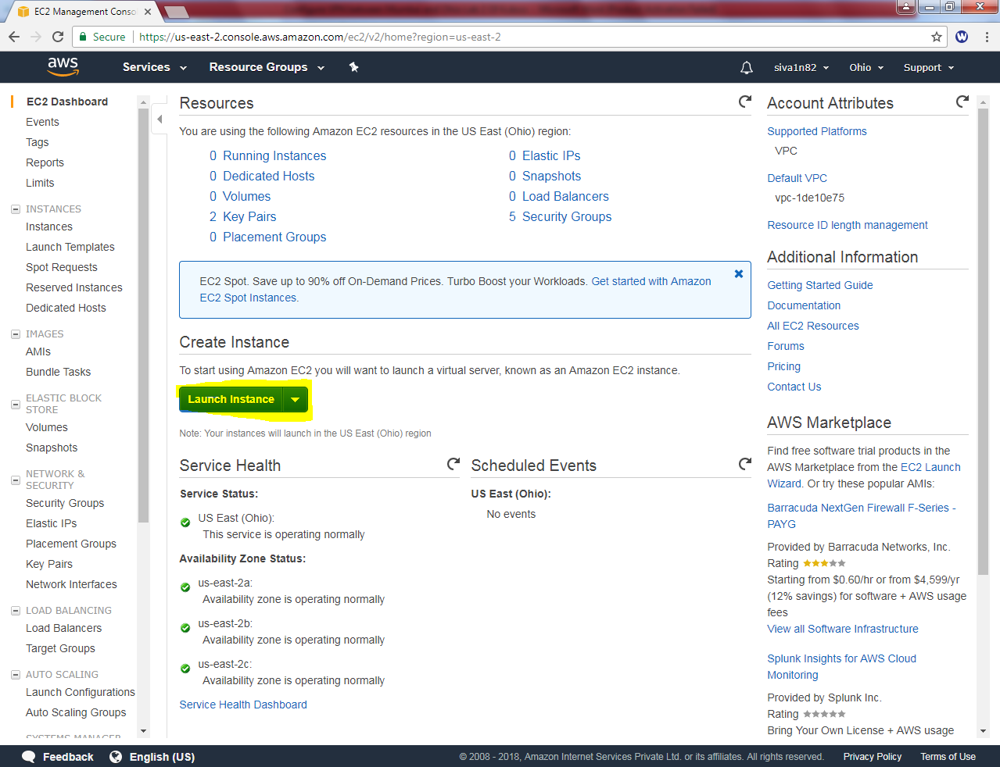 EC2 Management Conso
Secure
https://us-east-2.console.aws.amazon.com/ec2/v2/home?region=us-east-2
W
aws
Services
Resource Groups
siva1n82
Ohio
Support
EC2 Dashboard
Events
Tags
Reports
Limits
INSTANCES
Instances
Launch Templates
Spot Requests
Reserved Instances
Dedicated Hosts
IMAGES
AMIs
Bundle Tasks
ELASTIC BLOCK
STORE
Volumes
Snapshots
NETWORK &
SECURITY
Security Groups
Elastic IPs
Placement Groups
Key Pairs
Network Interfaces
LOAD BALANCING
Load Balancers
Target Groups
AUTO SCALING
Launch Configurations
Auto Scaling Groups
SYSTEMS MANAGER
Resources
You are using the following Amazon EC2 resources in the US East (Ohio) region:
0 Running Instances
0 Dedicated Hosts
0 Volumes
2 Key Pairs
0 Placement Groups
0 Elastic IPs
0 Snapshots
0 Load Balancers
5 Security Groups
EC2 Spot. Save up to 90% off On-Demand Prices. Turbo Boost your Workloads. Get started with Amazon
EC2 Spot Instances.
Create Instance
To start using Amazon EC2 you will want to launch a virtual server, known as an Amazon EC2 instance.
Launch Instance
Note: Your instances will launch in the US East (Ohio) region
Service Health
Service Status:
US East (Ohio):
This service is operating normally
Availability Zone Status:
us-east-2a:
Availability zone is operating normally
us-east-2b:
Availability zone is operating normally
us-east-2c:
Availability zone is operating normally
Service Health Dashboard
Scheduled Events
US East (Ohio):
No events
Account Attributes
Supported Platforms
VPC
Default VPC
vpc-1de10e75
Resource ID length management
Additional Information
Getting Started Guide
Documentation
All EC2 Resources
Forums
Pricing
Contact Us
AWS Marketplace
Find free software trial products in the
AWS Marketplace from the EC2 Launch
Wizard. Or try these popular AMIs:
Barracuda NextGen Firewall F-Series -
PAYG
Provided by Barracuda Networks, Inc.
Rating
Starting from $0.60/hr or from $4,599/yr
(12% savings) for software + AWS usage
fees
View all Software Infrastructure
Splunk Insights for AWS Cloud
Monitoring
Provided by Splunk Inc.
Rating
Bring Your Own License + AWS usage
Feedback
English (US)
© 2008 - 2018, Amazon Internet Services Private Ltd. or its affiliates. All rights reserved.
Privacy Policy
Terms of Use